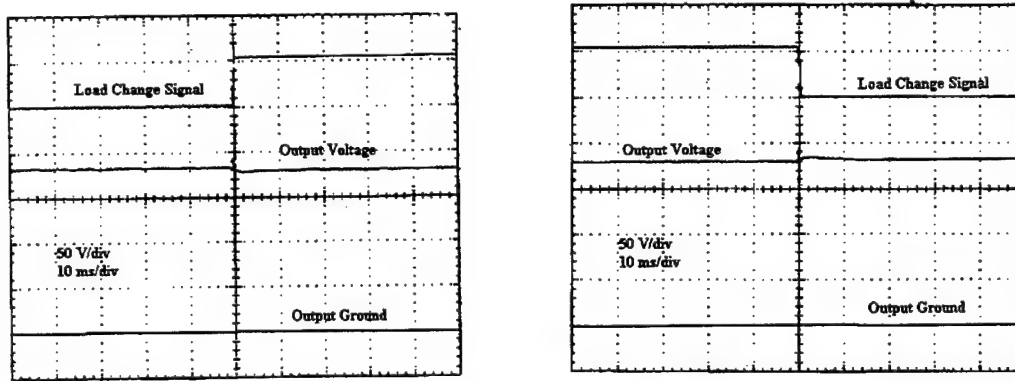 Load Change Signal
Output Voltage
50 V/div
10 ms/div
Output Ground
Load Change Signal
Output Voltage
50 V/div
10 ms/div
Output Ground